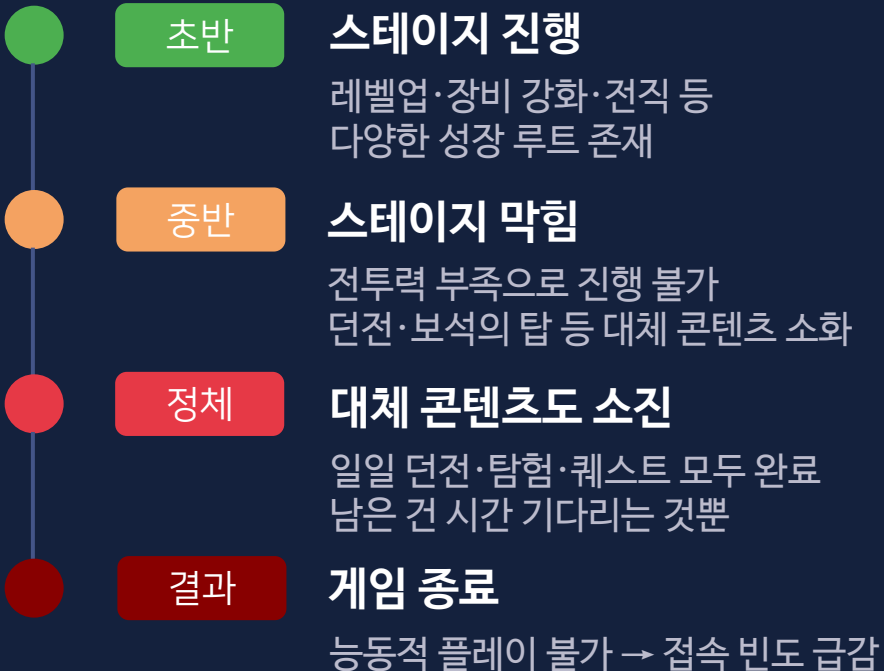 초반
스테이지 진행
레벨업·장비 강화·전직 등
다양한 성장 루트 존재
중반
스테이지 막힘
전투력 부족으로 진행 불가
던전·보석의 탑 등 대체 콘텐츠 소화
정체
대체 콘텐츠도 소진
일일 던전·탐험·퀘스트 모두 완료
남은 건 시간 기다리는 것뿐
결과
게임 종료
능동적 플레이 불가 → 접속 빈도 급감